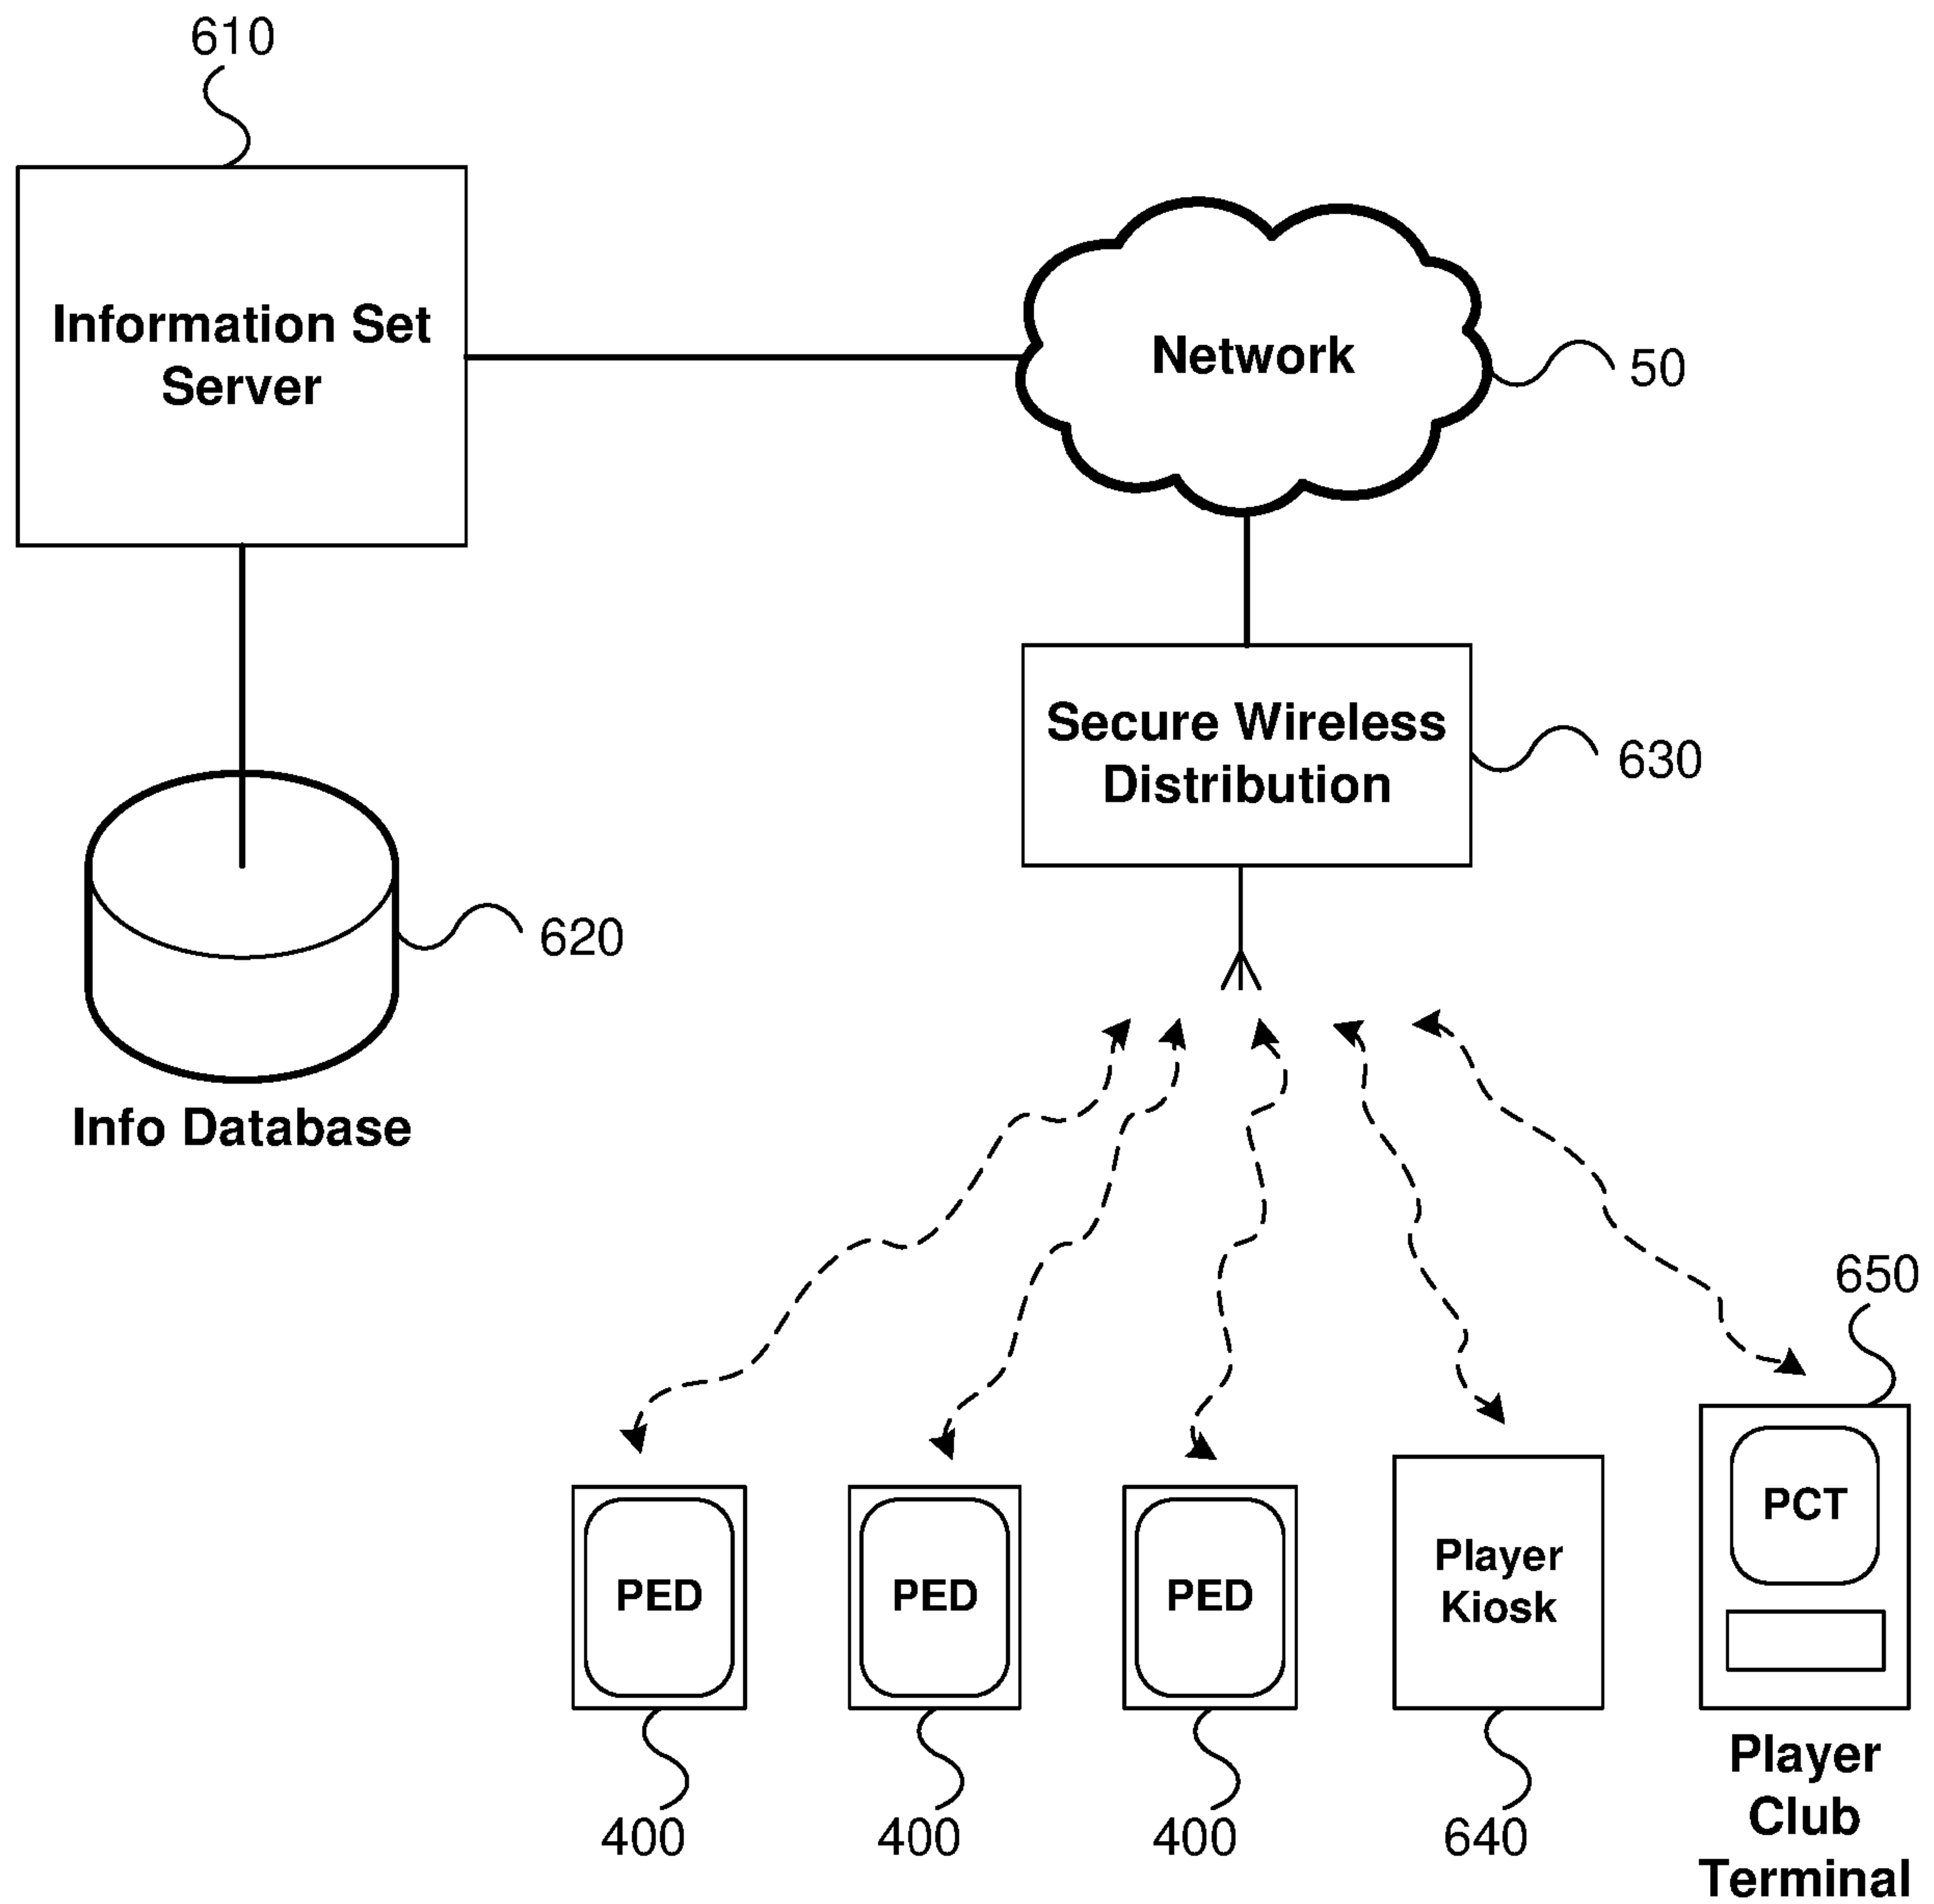 610
Information Set
Server
Network
50
Secure Wireless
Distribution
630
620
Info Database
650
PCT
PED
PED
PED
Player
Kiosk
Player
Club
Terminal
400
400
400
640